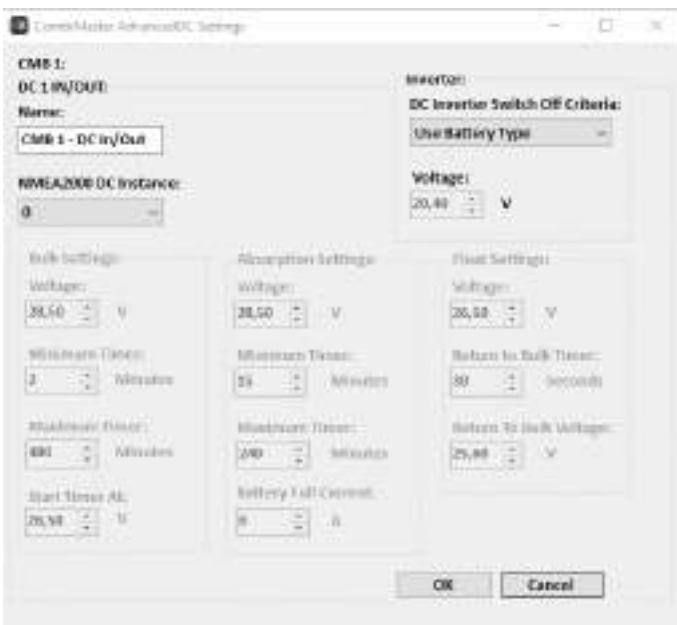 CombiMaster Advanced DC Settings
CMB 1:
DC 1 IN/OUT:
Name:
CMB 1 - DC In/Out
NMEA2000 DC Instance:
0
Inverter:
DC Inverter Switch Off Criteria:
Use Battery Type
Voltage:
20,40 V
Bulk Settings:
Voltage:
28,50 V
Minimum Timer:
2 Minutes
Maximum Timer:
480 Minutes
Start Timer At:
26,50 V
Absorption Settings:
Voltage:
28,50 V
Minimum Timer:
15 Minutes
Maximum Timer:
240 Minutes
Battery Full Current:
A
Float Settings:
Voltage:
26,50 V
Return to Bulk Timer:
30 Seconds
Return To Bulk Voltage:
V
OK
Cancel